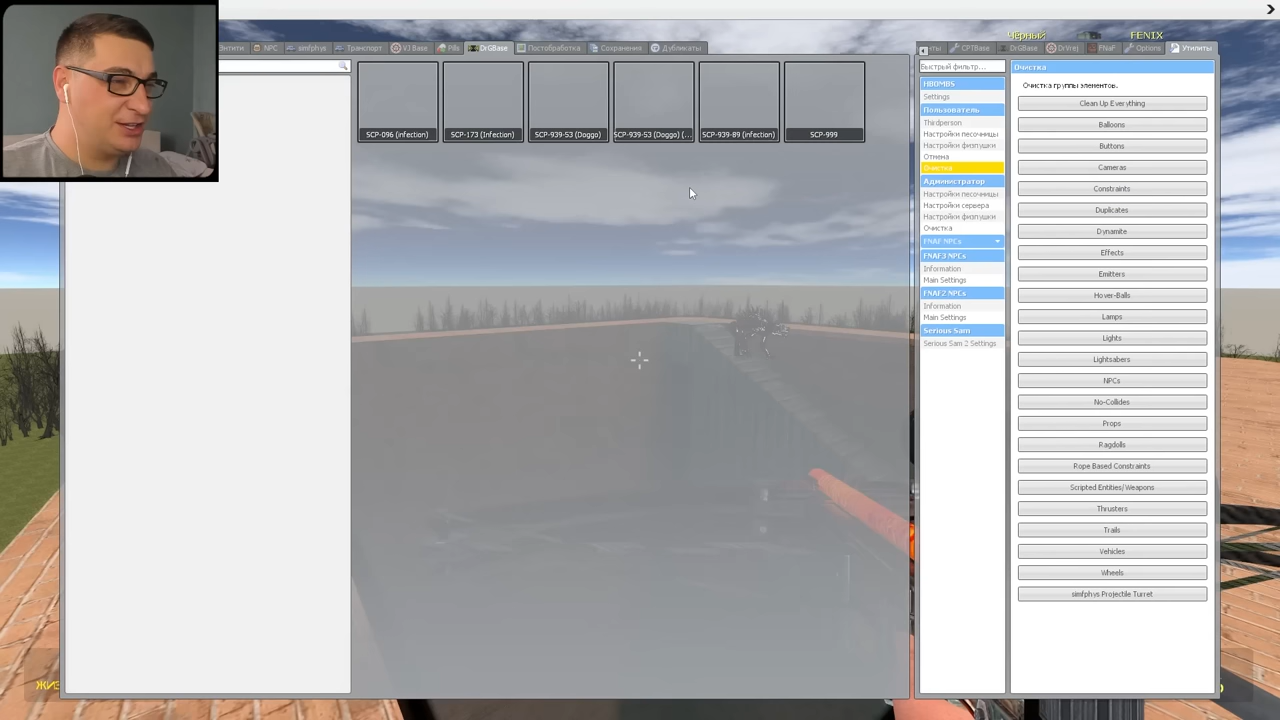 Чёрный
FENIX
Энтити
NPC
simfphys
Транспорт
VJ Base
Pills
DrGBase
Постобработка
Сохранения
Дубликаты
CPTBase
DrGBase
DrVrej
FNaF
Options
Утилиты
SCP-096 (infection)
SCP-173 (Infection)
SCP-939-53 (Doggo)
SCP-939-53 (Doggo) (...
SCP-939-89 (infection)
SCP-999
Быстрый фильтр...
HBOMBS
Settings
Пользователь
Thirdperson
Настройки песочницы
Настройки физпушки
Отмена
Очистка
Администратор
Настройки песочницы
Настройки сервера
Настройки физпушки
Очистка
FNAF NPCs
FNAF3 NPCs
Information
Main Settings
FNAF2 NPCs
Information
Main Settings
Serious Sam
Serious Sam 2 Settings
Очистка
Очистка группы элементов.
Clean Up Everything
Balloons
Buttons
Cameras
Constraints
Duplicates
Dynamite
Effects
Emitters
Hover-Balls
Lamps
Lights
Lightsabers
NPCs
No-Collides
Props
Ragdolls
Rope Based Constraints
Scripted Entities/Weapons
Thrusters
Trails
Vehicles
Wheels
simfphys Projectile Turret